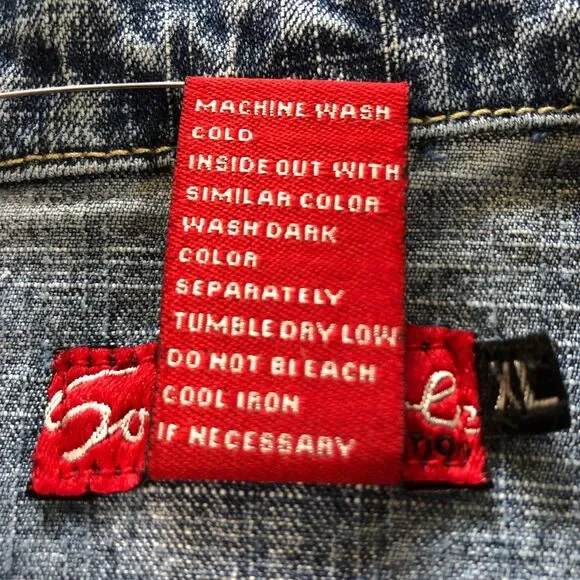 MACHINE WASH
COLD
INSIDE OUT WITH
SIMILAR COLOR
WASH DARK
COLOR
SEPARATELY
TUMBLE DRY LOW
DO NOT BLEACH
COOL IRON
IF NECESSARY
XL